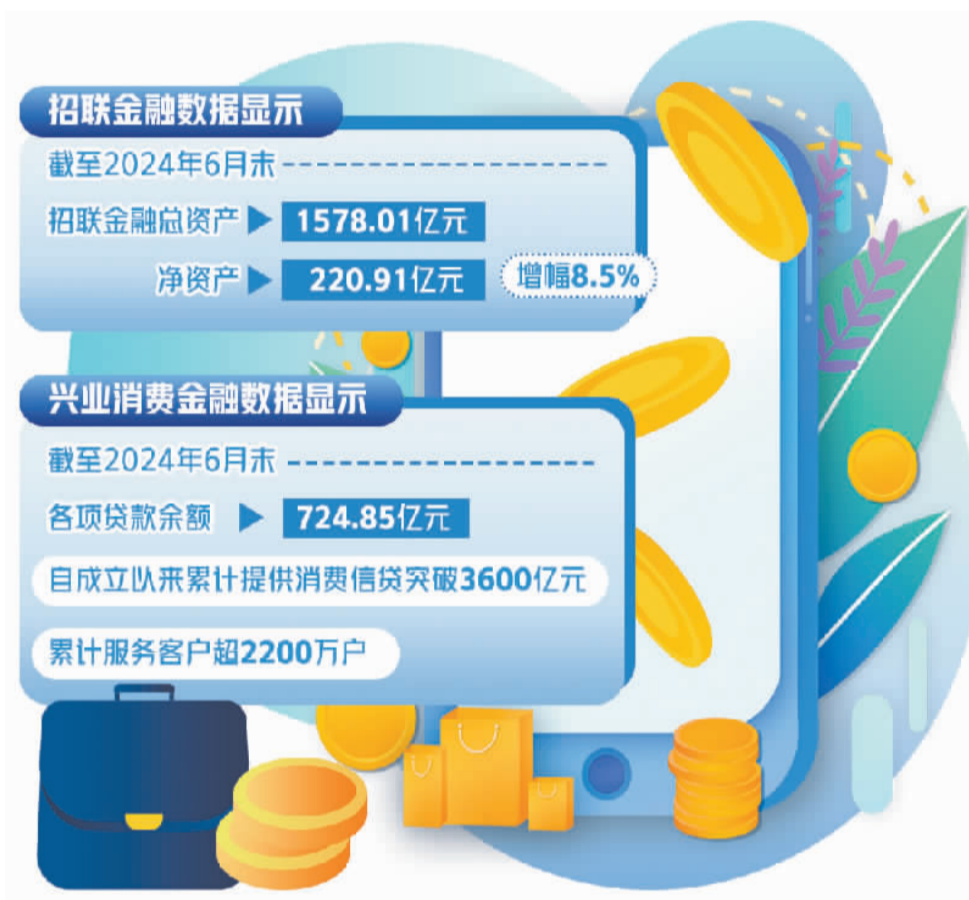 招联金融数据显示
截至2024年6月末
招联金融总资产 1578.01亿元
净资产 220.91亿元 增幅8.5%
兴业消费金融数据显示
截至2024年6月末
各项贷款余额 724.85亿元
自成立以来累计提供消费信贷突破3600亿元
累计服务客户超2200万户